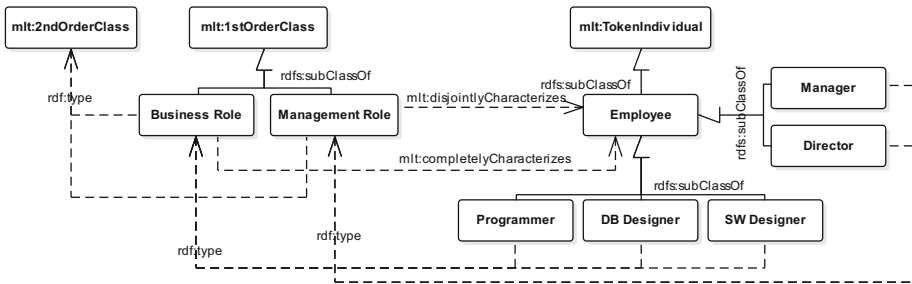 mlt:2ndOrderClass
mlt:1stOrderClass
mlt:TokenIndividual
rdfs:subClassOf
rdfs:subClassOf
rdfs:subClassOf
rdf:type
mlt:disjointlyCharacterizes
Manager
Business Role
Management Role
Employee
Director
mlt:completelyCharacterizes
rdfs:subClassOf
Programmer
DB Designer
SW Designer
rdf:type
rdf:type